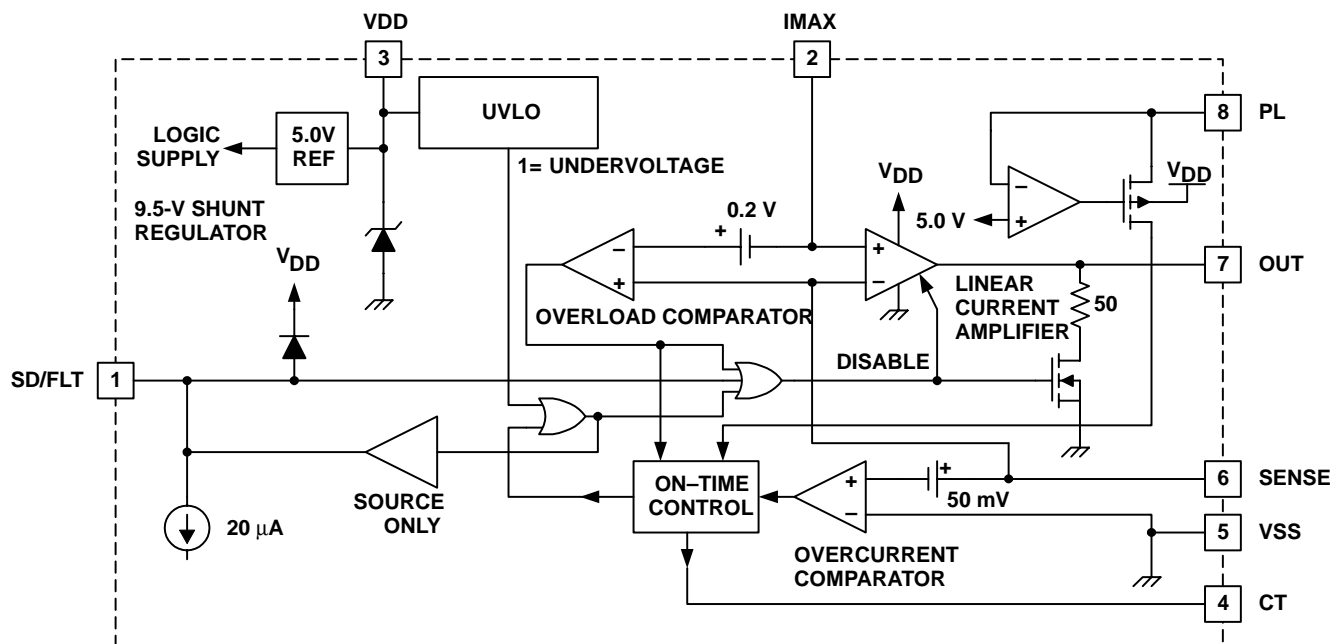 VDD
IMAX
3
2
UVLO
5.0V
REF
LOGIC
SUPPLY
1= UNDERVOLTAGE
9.5-V SHUNT
REGULATOR
VDD
VDD
0.2 V
+
−
+
+
−
OVERLOAD COMPARATOR
LINEAR
CURRENT
AMPLIFIER
DISABLE
8
PL
VDD
−
+
5.0 V
7
OUT
50
SD/FLT
1
SOURCE
ONLY
20 µA
ON–TIME
CONTROL
+
−
+
50 mV
OVERCURRENT
COMPARATOR
6
SENSE
5
VSS
4
CT